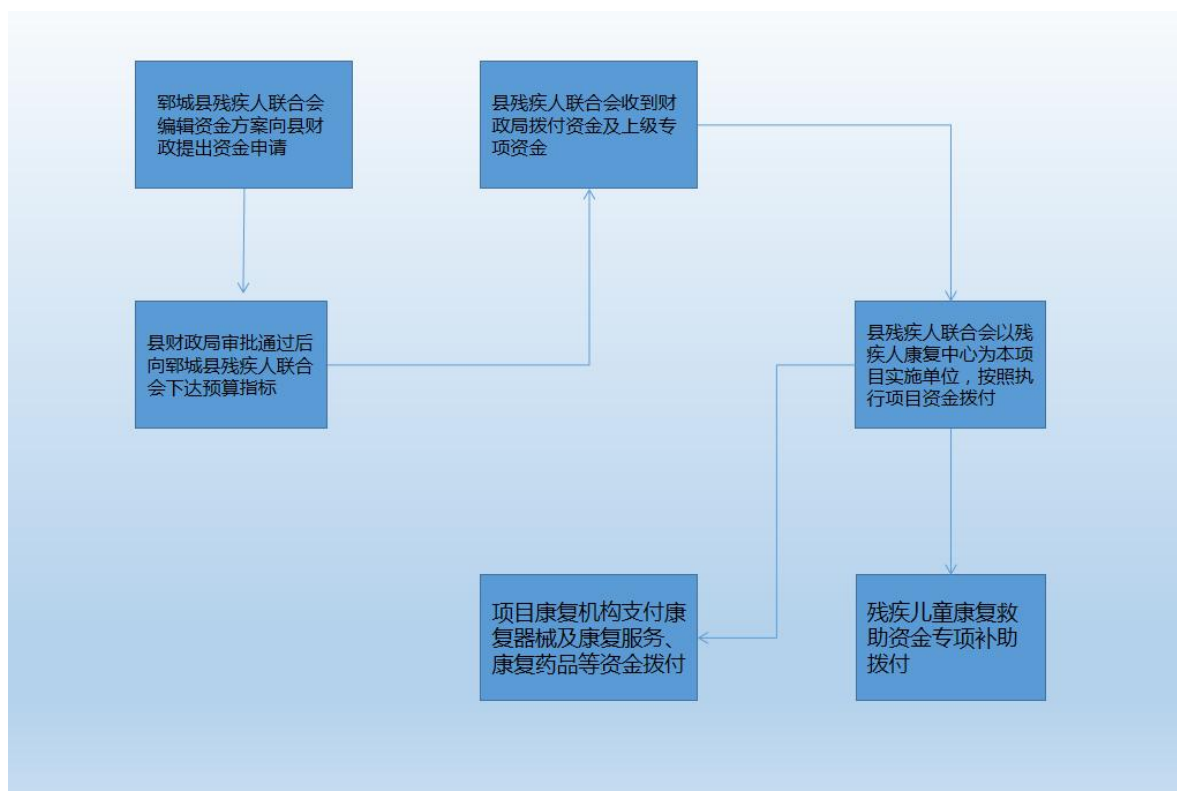 郓城县残疾人联合会
编辑资金方案向县财
政提出资金申请
县财政局审批通过后
向郓城县残疾人联合
会下达预算指标
县残疾人联合会收到财
政局拨付资金及上级专
项资金
县残疾人联合会以残
疾人康复中心为本项
目实施单位，按照执
行项目资金拨付
项目康复机构支付康
复器械及康复服务、
康复药品等资金拨付
残疾儿童康复救
助资金专项补助
拨付